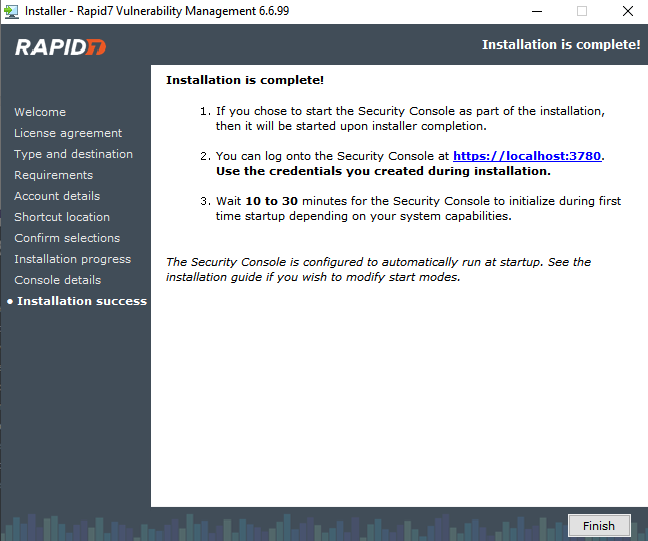 Installer - Rapid7 Vulnerability Management 6.6.99
RAPID7
Installation is complete!
Welcome
License agreement
Type and destination
Requirements
Account details
Shortcut location
Confirm selections
Installation progress
Console details
• Installation success
Installation is complete!
1. If you chose to start the Security Console as part of the installation,
then it will be started upon installer completion.
2. You can log onto the Security Console at https://localhost:3780.
Use the credentials you created during installation.
3. Wait 10 to 30 minutes for the Security Console to initialize during first
time startup depending on your system capabilities.
The Security Console is configured to automatically run at startup. See the
installation guide if you wish to modify start modes.
Finish